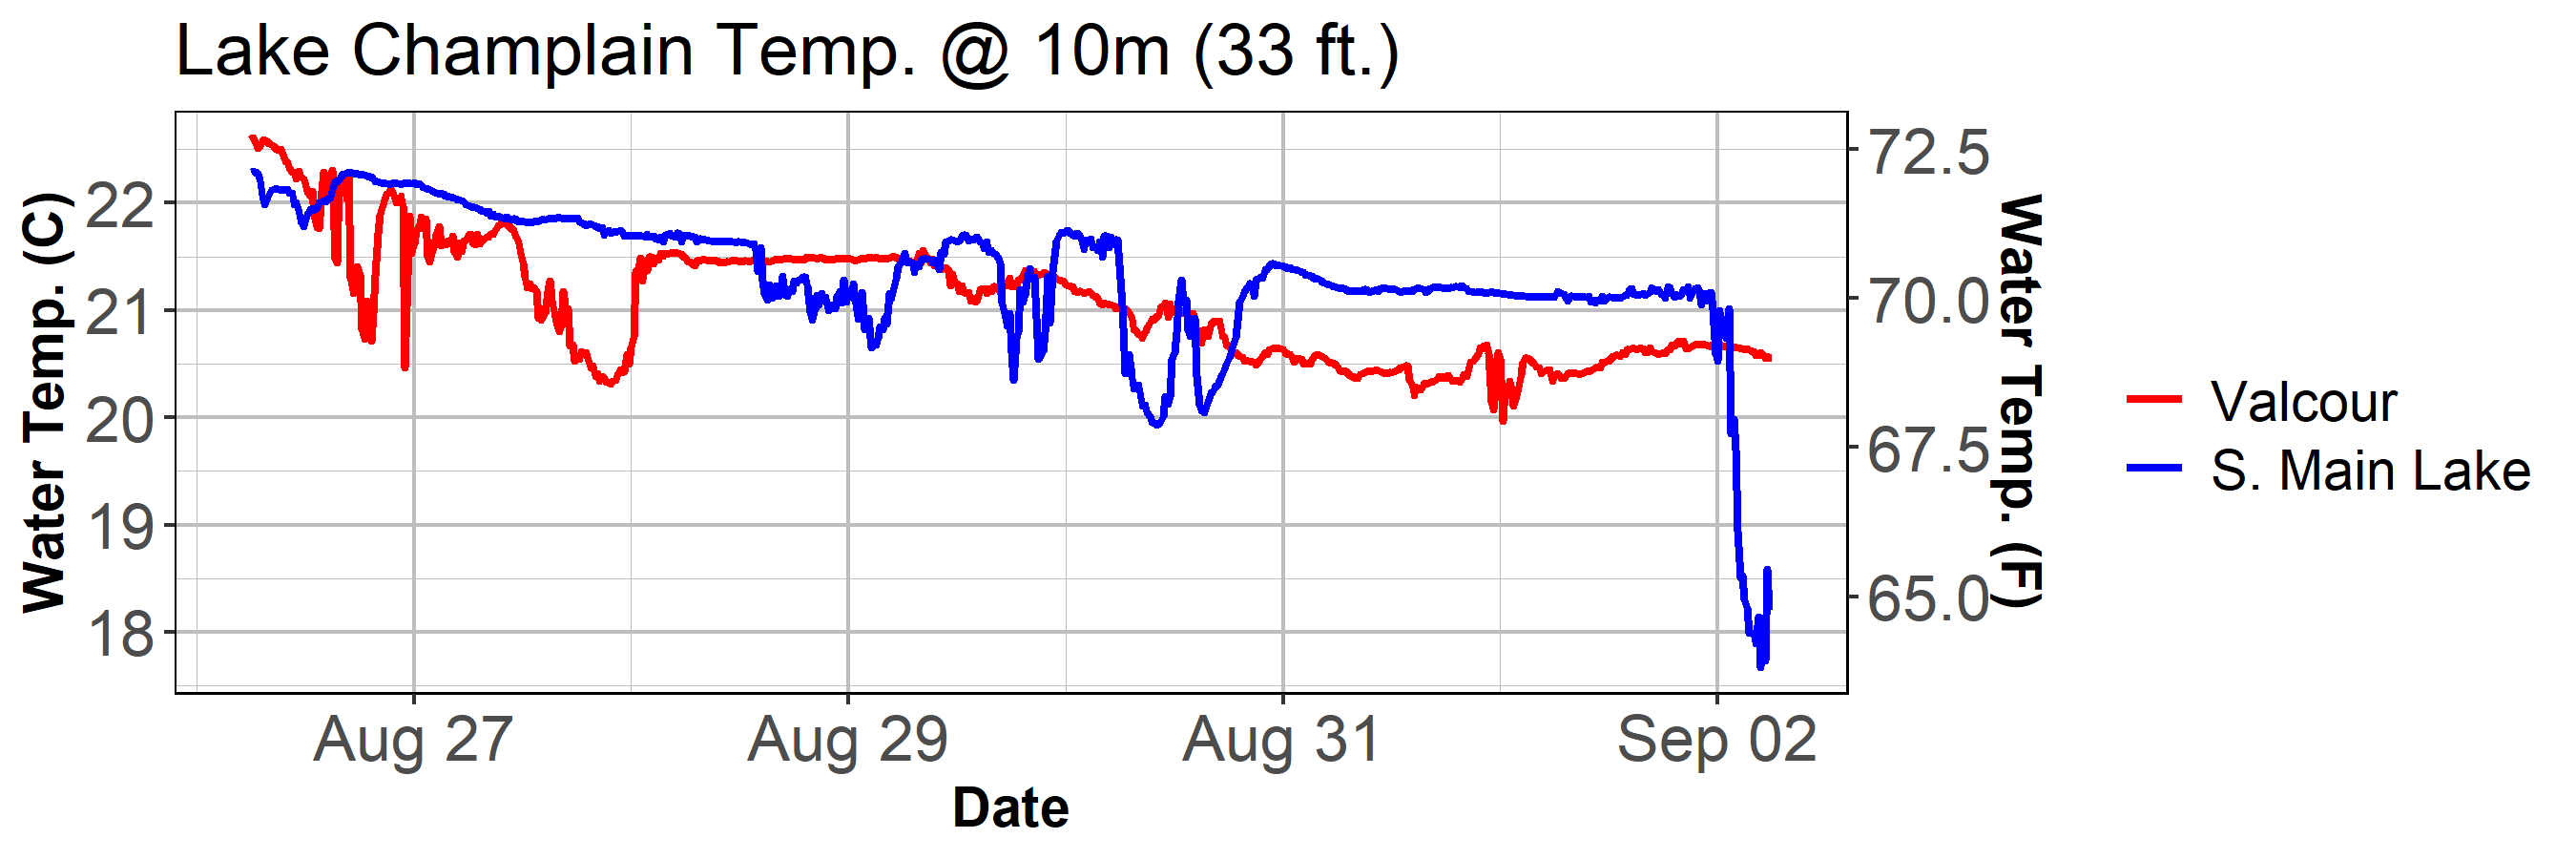 Lake Champlain Temp. @ 10m (33 ft.)
Water Temp. (C)
22
21
20
19
18
72.5
70.0
67.5
65.0
Water Temp. (F)
Aug 27
Aug 29
Aug 31
Sep 02
Date
Valcour
S. Main Lake